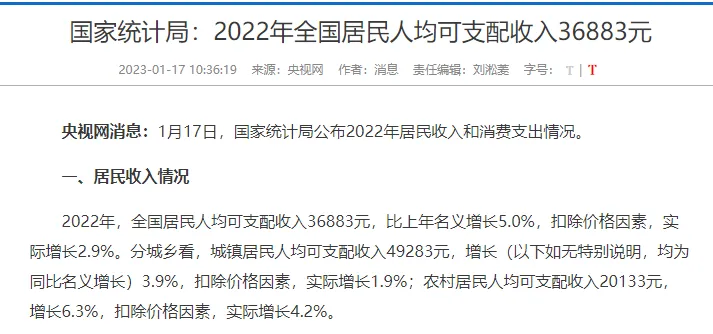 国家统计局：2022年全国居民人均可支配收入36883元
2023-01-17 10:36:19 来源：央视网 作者：消息 责任编辑：刘淞菱 字号： T | T
央视网消息：1月17日，国家统计局公布2022年居民收入和消费支出情况。
一、居民收入情况
2022年，全国居民人均可支配收入36883元，比上年名义增长5.0%，扣除价格因素，实
际增长2.9%。分城乡看，城镇居民人均可支配收入49283元，增长（以下如无特别说明，均为
同比名义增长）3.9%，扣除价格因素，实际增长1.9%；农村居民人均可支配收入20133元，
增长6.3%，扣除价格因素，实际增长4.2%。